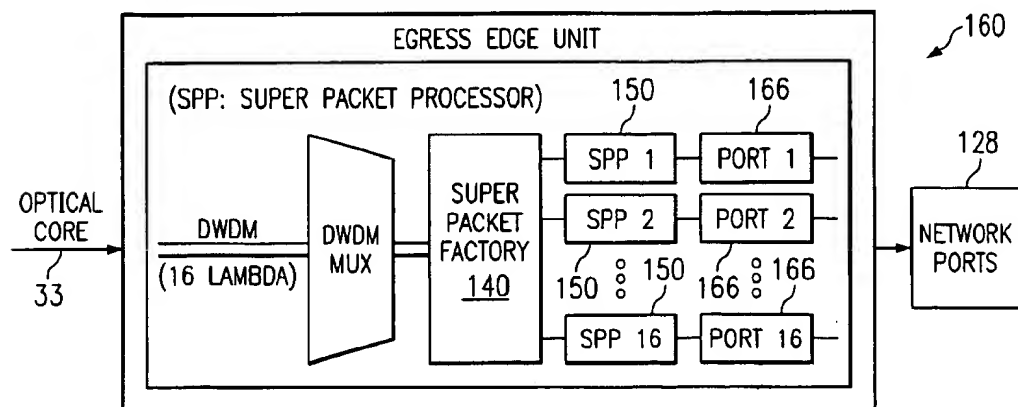 EGRESS EDGE UNIT
160
(SPP: SUPER PACKET PROCESSOR)
150
166
128
OPTICAL
CORE
33
DWDM
(16 LAMBDA)
DWDM
MUX
SUPER
PACKET
FACTORY
140
SPP 1
PORT 1
SPP 2
PORT 2
150
150
166
166
SPP 16
PORT 16
NETWORK
PORTS